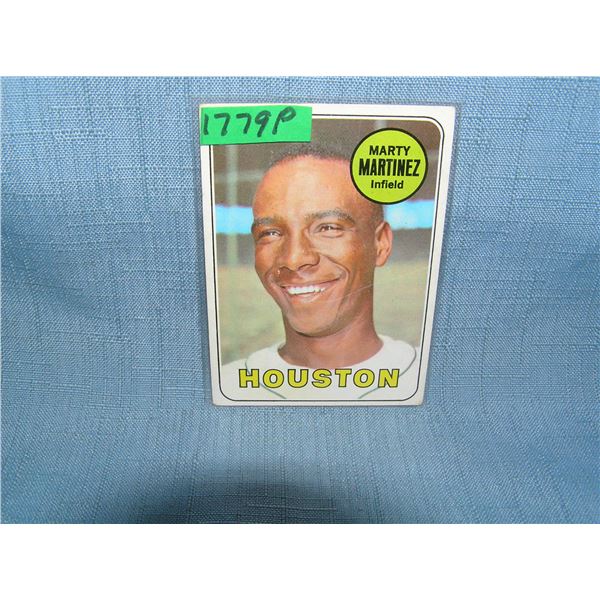 1779P
MARTY
MARTINEZ
Infield
HOUSTON